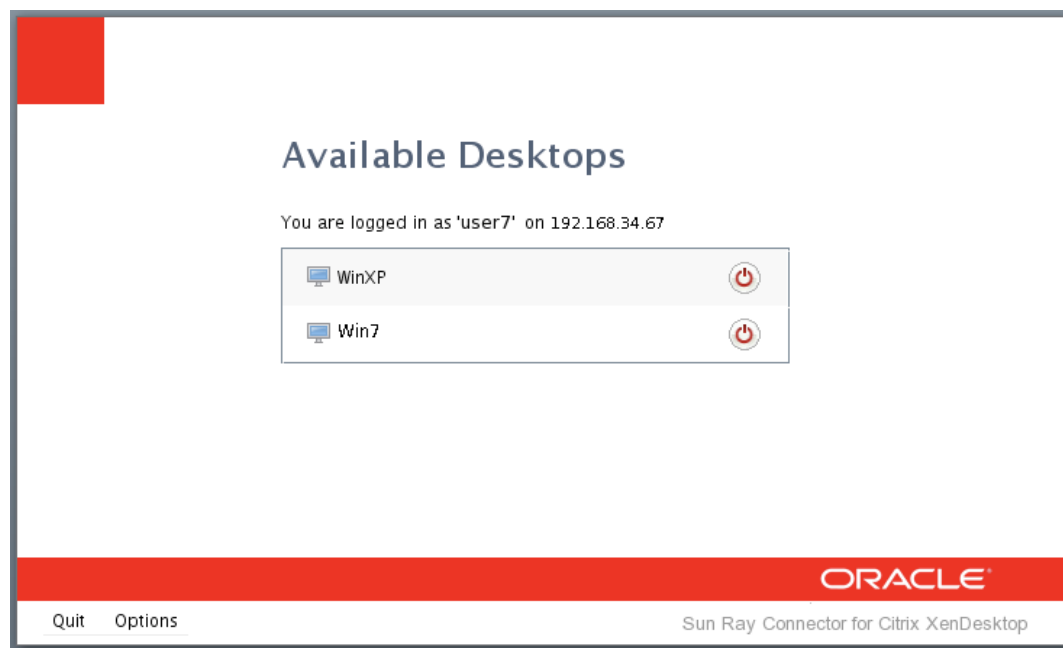 Available Desktops
You are logged in as 'user7' on 192.168.34.67
WinXP
Win7
ORACLE
Quit Options
Sun Ray Connector for Citrix XenDesktop